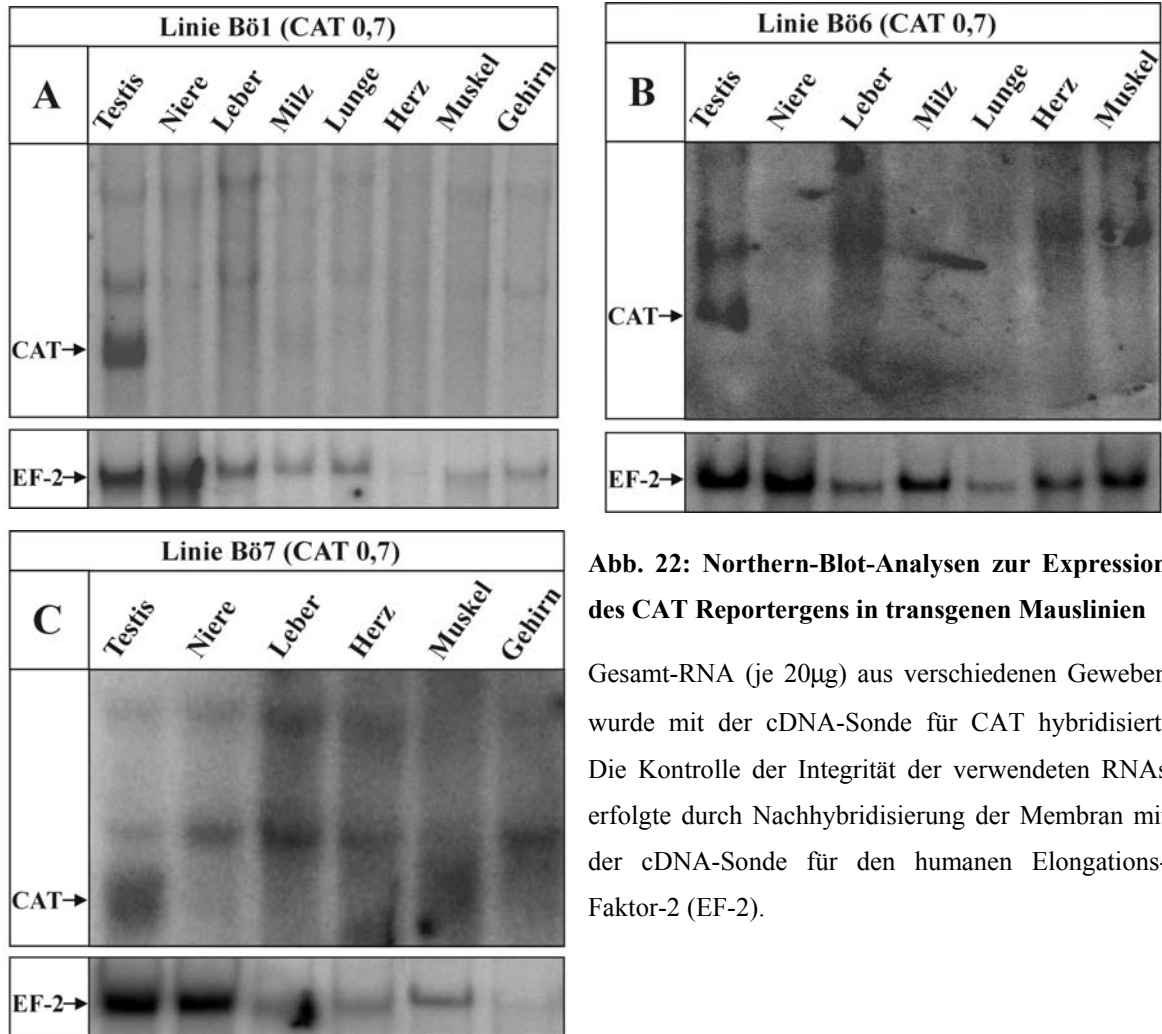 Linie Bö1 (CAT 0,7)
A
Testis Niere Leber Milz Lunge Herz Muskel Gehirn
CAT→
EF-2→
Linie Bö6 (CAT 0,7)
B
Testis Niere Leber Milz Lunge Herz Muskel
CAT→
EF-2→
Linie Bö7 (CAT 0,7)
C
Testis Niere Leber Herz Muskel Gehirn
CAT→
EF-2→
Abb. 22: Northern-Blot-Analysen zur Expression
des CAT Reportergens in transgenen Mauslinien
Gesamt-RNA (je 20µg) aus verschiedenen Geweben
wurde mit der cDNA-Sonde für CAT hybridisiert.
Die Kontrolle der Integrität der verwendeten RNAs
erfolgte durch Nachhybridisierung der Membran mit
der cDNA-Sonde für den humanen Elongations-
Faktor-2 (EF-2).